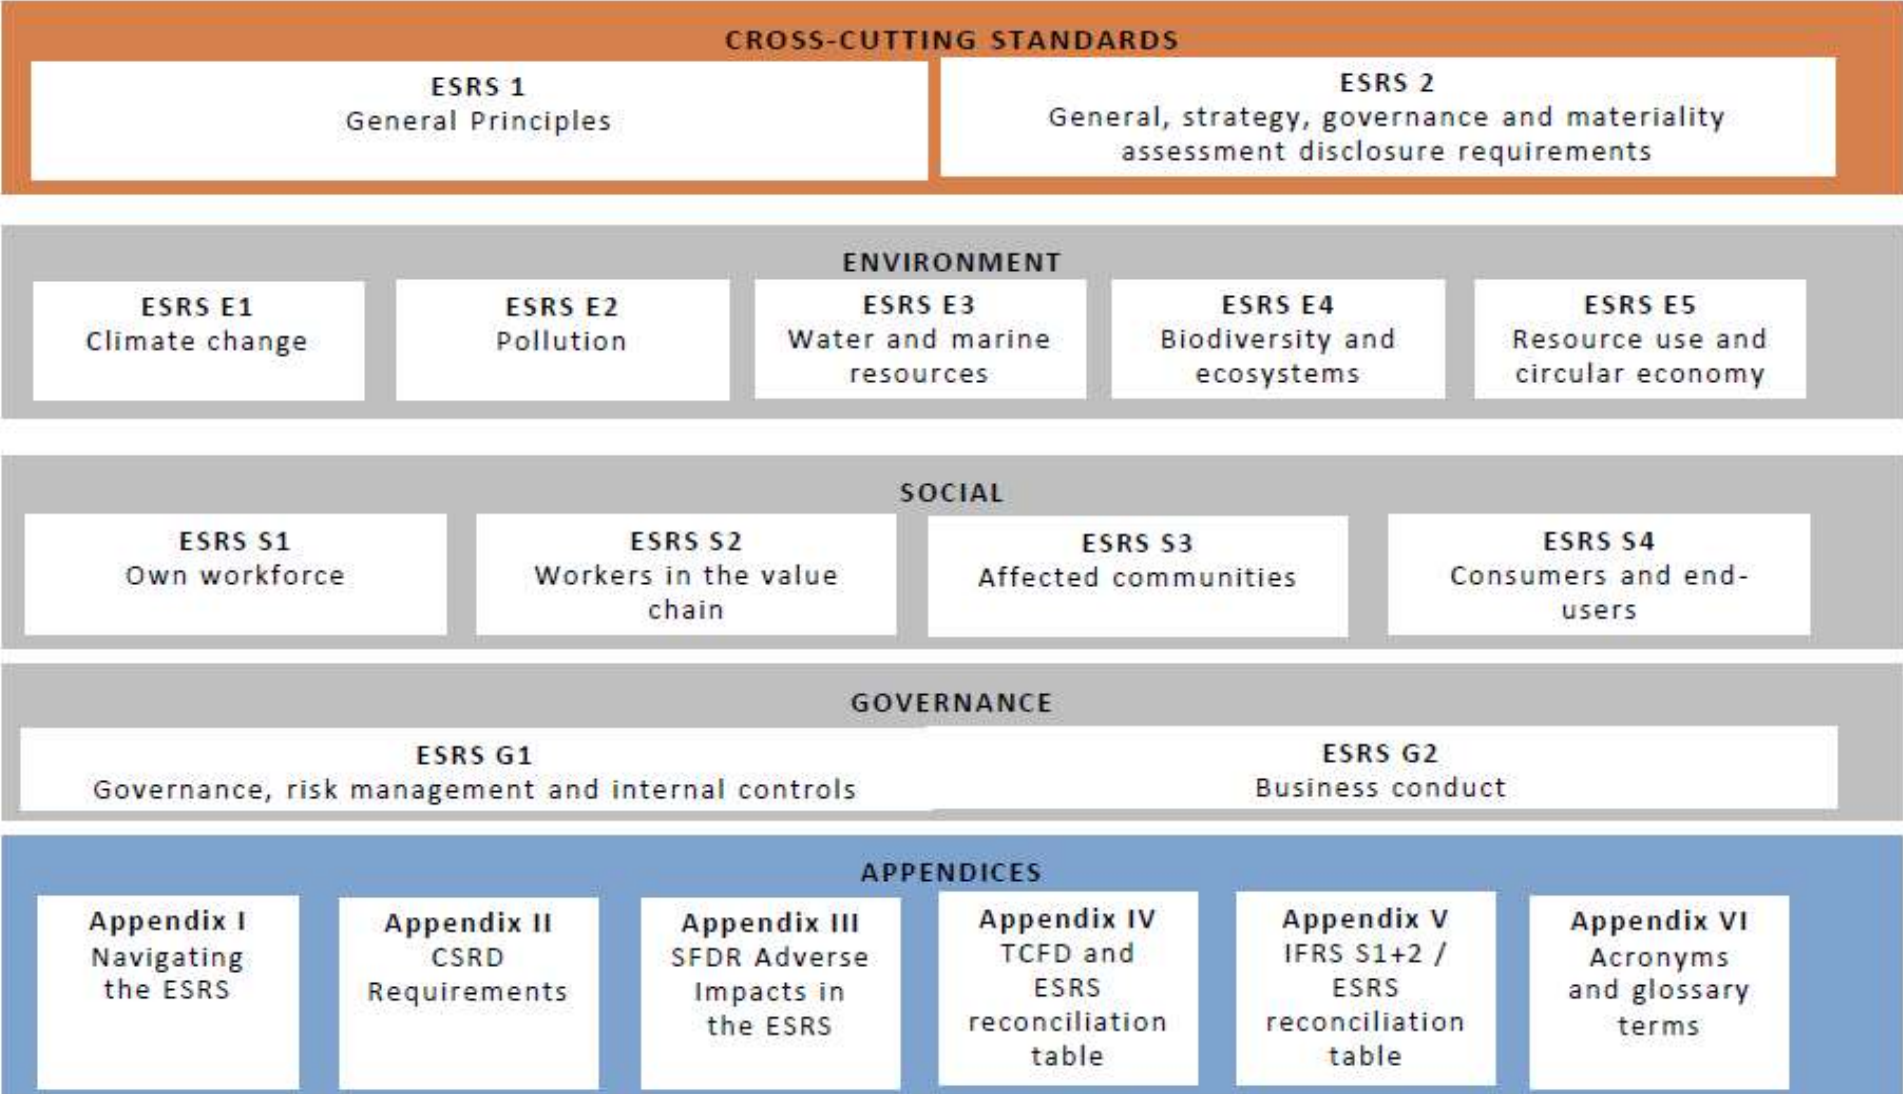 CROSS-CUTTING STANDARDS
ESRS 1
General Principles
ESRS 2
General, strategy, governance and materiality
assessment disclosure requirements
ENVIRONMENT
ESRS E1
Climate change
ESRS E2
Pollution
ESRS E3
Water and marine
resources
ESRS E4
Biodiversity and
ecosystems
ESRS E5
Resource use and
circular economy
SOCIAL
ESRS S1
Own workforce
ESRS S2
Workers in the value
chain
ESRS S3
Affected communities
ESRS S4
Consumers and end-
users
GOVERNANCE
ESRS G1
Governance, risk management and internal controls
ESRS G2
Business conduct
APPENDICES
Appendix I
Navigating
the ESRS
Appendix II
CSRD
Requirements
Appendix III
SFDR Adverse
Impacts in
the ESRS
Appendix IV
TCFD and
ESRS
reconciliation
table
Appendix V
IFRS S1+2 /
ESRS
reconciliation
table
Appendix VI
Acronyms
and glossary
terms